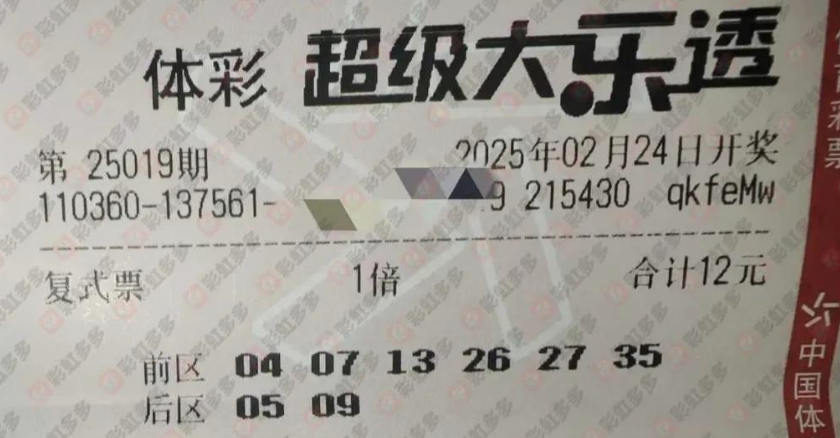 体彩 超级大乐透
第 25019期 2025年02月24日开奖
110360-137561- 9 215430 qkfeMw
复式票 1倍 合计12元
前区 04 07 13 26 27 35
后区 05 09
彩票
中国体
彩虹多多